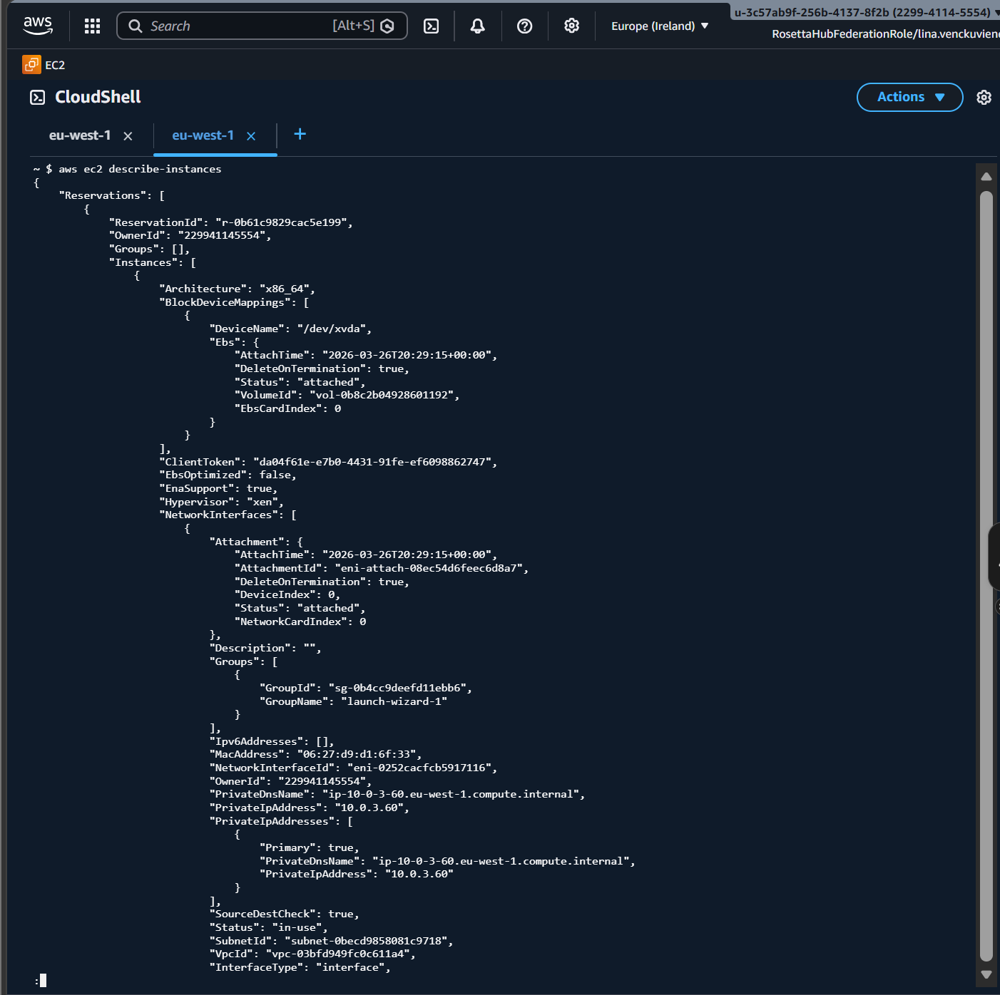 aws
Search [Alt+S]
Europe (Ireland)
u-3c57ab9f-256b-4137-8f2b (2299-4114-5554)
RosettaHubFederationRole/lina.venckuviene
EC2
CloudShell
Actions
eu-west-1
eu-west-1
~ $ aws ec2 describe-instances
{
    "Reservations": [
        {
            "ReservationId": "r-0b61c9829cac5e199",
            "OwnerId": "229941145554",
            "Groups": [],
            "Instances": [
                {
                    "Architecture": "x86_64",
                    "BlockDeviceMappings": [
                        {
                            "DeviceName": "/dev/xvda",
                            "Ebs": {
                                "AttachTime": "2026-03-26T20:29:15+00:00",
                                "DeleteOnTermination": true,
                                "Status": "attached",
                                "VolumeId": "vol-0b8c2b04928601192",
                                "EbsCardIndex": 0
                            }
                        }
                    ],
                    "ClientToken": "da04f61e-e7b0-4431-91fe-ef6098862747",
                    "EbsOptimized": false,
                    "EnaSupport": true,
                    "Hypervisor": "xen",
                    "NetworkInterfaces": [
                        {
                            "Attachment": {
                                "AttachTime": "2026-03-26T20:29:15+00:00",
                                "AttachmentId": "eni-attach-08ec54d6feec6d8a7",
                                "DeleteOnTermination": true,
                                "DeviceIndex": 0,
                                "Status": "attached",
                                "NetworkCardIndex": 0
                            },
                            "Description": "",
                            "Groups": [
                                {
                                    "GroupId": "sg-0b4cc9deefd11ebb6",
                                    "GroupName": "launch-wizard-1"
                                }
                            ],
                            "Ipv6Addresses": [],
                            "MacAddress": "06:27:d9:d1:6f:33",
                            "NetworkInterfaceId": "eni-0252cacfcb5917116",
                            "OwnerId": "229941145554",
                            "PrivateDnsName": "ip-10-0-3-60.eu-west-1.compute.internal",
                            "PrivateIpAddress": "10.0.3.60",
                            "PrivateIpAddresses": [
                                {
                                    "Primary": true,
                                    "PrivateDnsName": "ip-10-0-3-60.eu-west-1.compute.internal",
                                    "PrivateIpAddress": "10.0.3.60"
                                }
                            ],
                            "SourceDestCheck": true,
                            "Status": "in-use",
                            "SubnetId": "subnet-0becd9858081c9718",
                            "VpcId": "vpc-03bfd949fc0c611a4",
                            "InterfaceType": "interface",
: